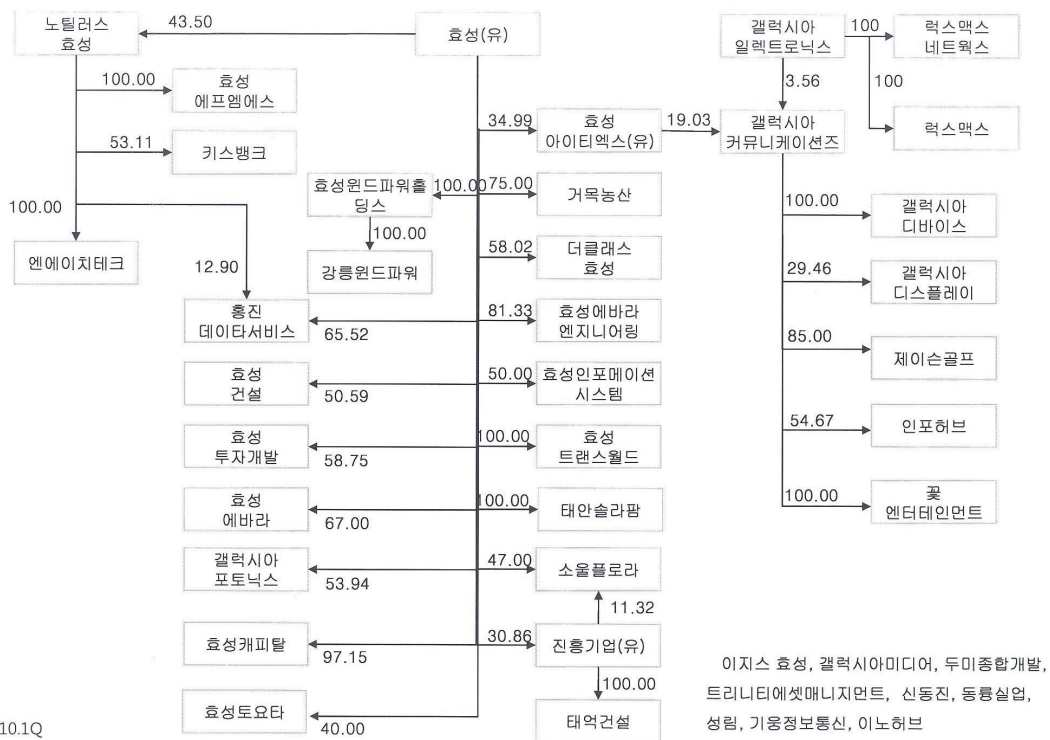 노틸러스
효성
43.50
효성(유)
갤럭시아
일렉트로닉스
100
럭스맥스
네트웍스
100.00
효성
에프엠에스
3.56
100
34.99
효성
아이티엑스(유)
19.03
갤럭시아
커뮤니케이션즈
럭스맥스
53.11
키스뱅크
효성윈드파워홀
딩스
100.00
75.00
거목농산
100.00
갤럭시아
디바이스
100.00
엔에이치테크
12.90
100.00
강릉윈드파워
58.02
더클래스
효성
29.46
갤럭시아
디스플레이
홍진
데이타서비스
65.52
81.33
효성에바라
엔지니어링
85.00
제이슨골프
효성
건설
50.59
50.00
효성인포메이션
시스템
54.67
인포허브
효성
투자개발
58.75
100.00
효성
트랜스월드
100.00
꽃
엔터테인먼트
효성
에바라
67.00
100.00
태안솔라팜
갤럭시아
포토닉스
53.94
47.00
소울플로라
11.32
효성캐피탈
97.15
30.86
진흥기업(유)
100.00
효성토요타
40.00
태억건설
이지스 효성, 갤럭시아미디어, 두미종합개발,
트리니티에셋매니지먼트, 신동진, 동륭실업,
성림, 기웅정보통신, 이노허브
10.1Q